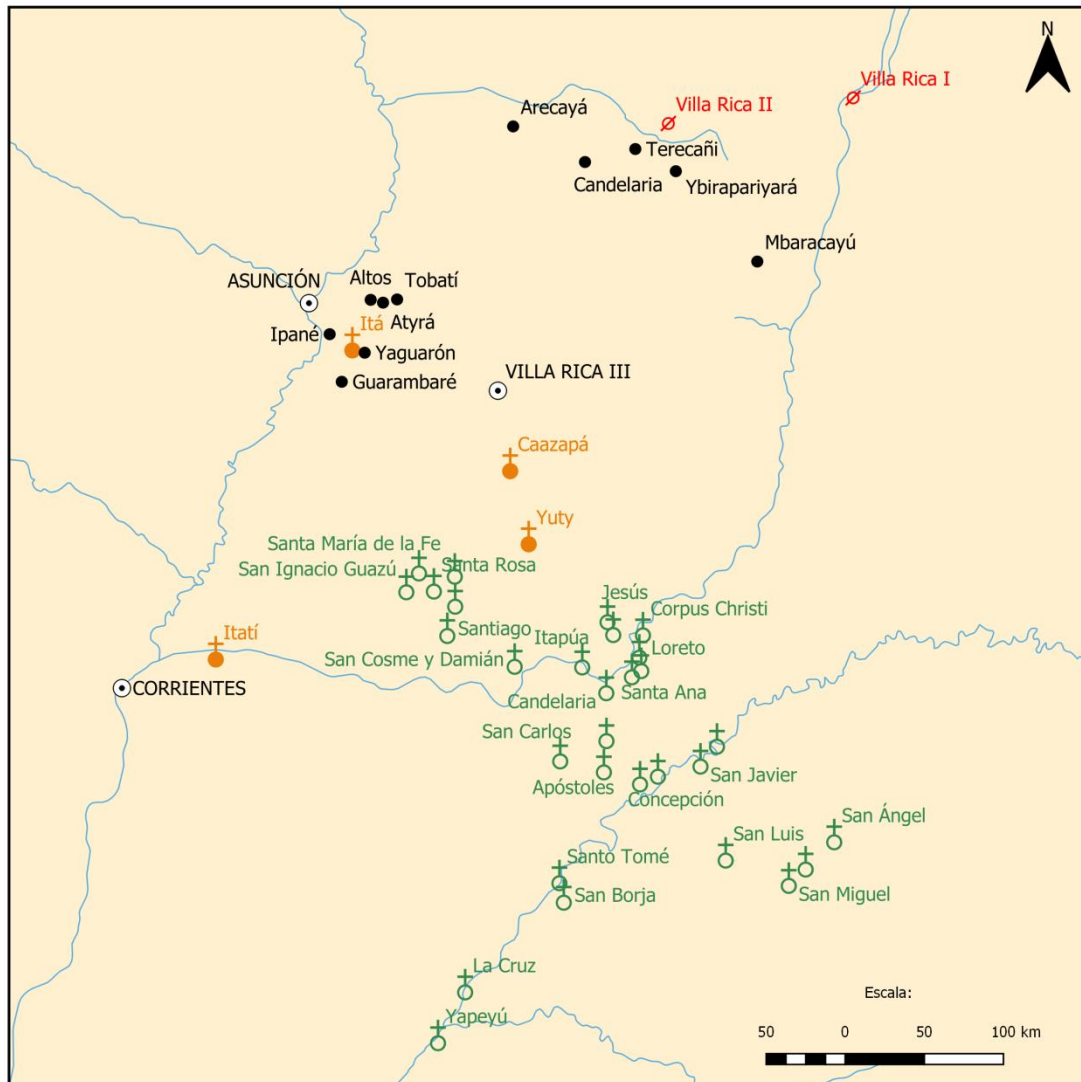 N
Villa Rica I
Villa Rica II
Arecayá
Terecañi
Candelaria
Ybirapariyará
Mbaracayú
ASUNCIÓN
Altos
Tobatí
Atyrá
Itá
Ipané
Yaguarón
Guarambaré
VILLA RICA III
Caazapá
Yuty
Santa María de la Fe
San Ignacio Guazú
Santa Rosa
Jesús
Corpus Christi
Santiago
Itapúa
Itatí
Loreto
San Cosme y Damián
CORRIENTES
Candelaria
Santa Ana
San Carlos
San Javier
Apóstoles
Concepción
San Ángel
San Luis
Santo Tomé
San Miguel
San Borja
La Cruz
Yapeyú
Escala:
50 0 50 100 km